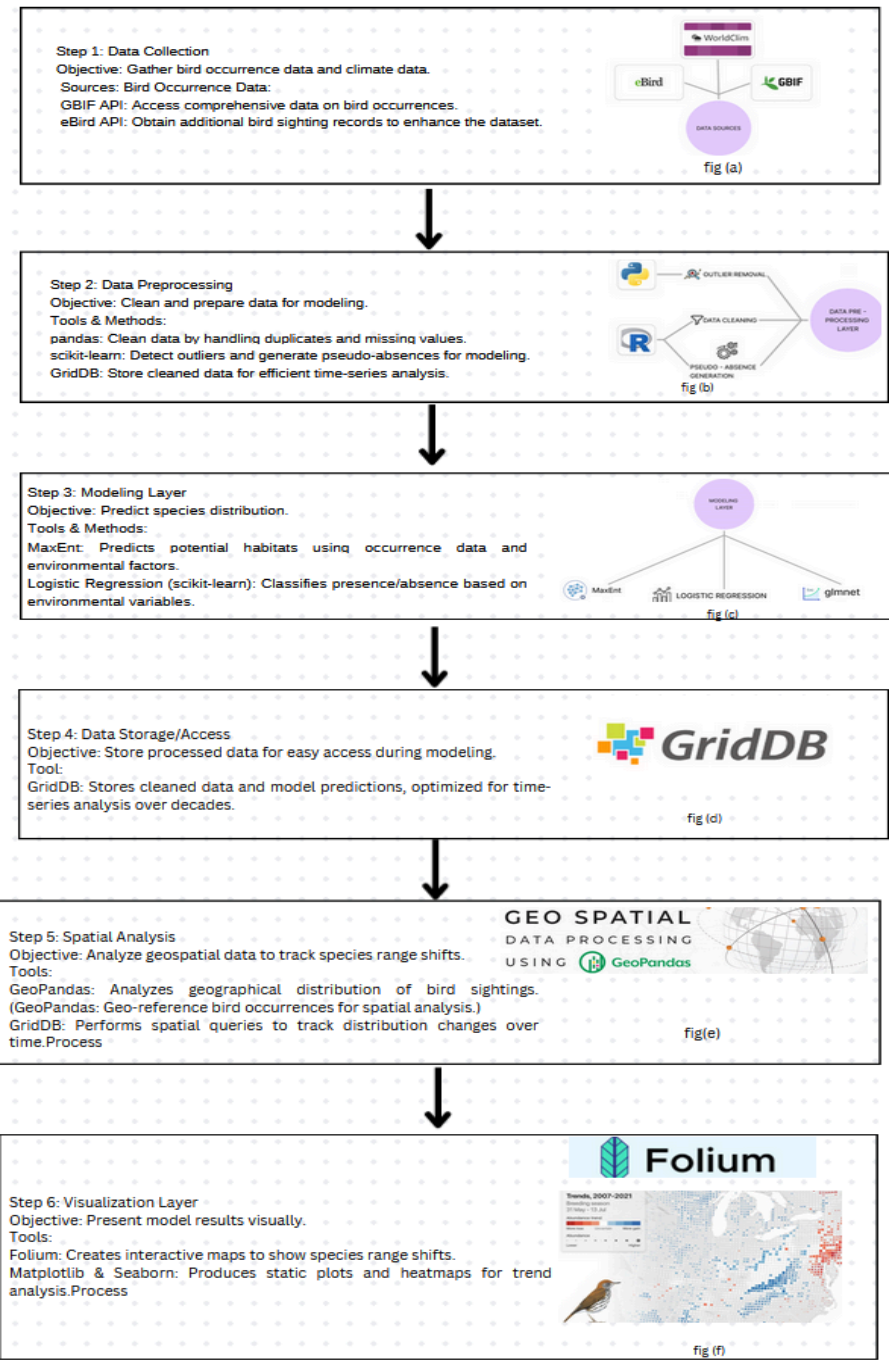 Step 1: Data Collection
Objective: Gather bird occurrence data and climate data.
Sources: Bird Occurrence Data:
GBIF API: Access comprehensive data on bird occurrences.
eBird API: Obtain additional bird sighting records to enhance the dataset.
WorldClim
eBird
GBIF
DATA SOURCES
fig (a)
Step 2: Data Preprocessing
Objective: Clean and prepare data for modeling.
Tools & Methods:
pandas: Clean data by handling duplicates and missing values.
scikit-learn: Detect outliers and generate pseudo-absences for modeling.
GridDB: Store cleaned data for efficient time-series analysis.
OUTLIER REMOVAL
R
DATA CLEANING
PSEUDO - ABSENCE
GENERATION
DATA PRE -
PROCESSING
LAYER
fig (b)
Step 3: Modeling Layer
Objective: Predict species distribution.
Tools & Methods:
MaxEnt: Predicts potential habitats using occurrence data and
environmental factors.
Logistic Regression (scikit-learn): Classifies presence/absence based on
environmental variables.
MODELING
LAYER
MaxEnt
LOGISTIC REGRESSION
glmnet
fig (c)
Step 4: Data Storage/Access
Objective: Store processed data for easy access during modeling.
Tool:
GridDB: Stores cleaned data and model predictions, optimized for time-
series analysis over decades.
GridDB
fig (d)
Step 5: Spatial Analysis
Objective: Analyze geospatial data to track species range shifts.
Tools:
GeoPandas: Analyzes geographical distribution of bird sightings.
(GeoPandas: Geo-reference bird occurrences for spatial analysis.)
GridDB: Performs spatial queries to track distribution changes over
time.Process
GEO SPATIAL
DATA PROCESSING
USING GeoPandas
fig(e)
Step 6: Visualization Layer
Objective: Present model results visually.
Tools:
Folium: Creates interactive maps to show species range shifts.
Matplotlib & Seaborn: Produces static plots and heatmaps for trend
analysis.Process
Folium
Trends, 2007-2021
Breeding season
31 May - 13 Jul
Abundance trend
Abundance
Lower
Higher
fig (f)